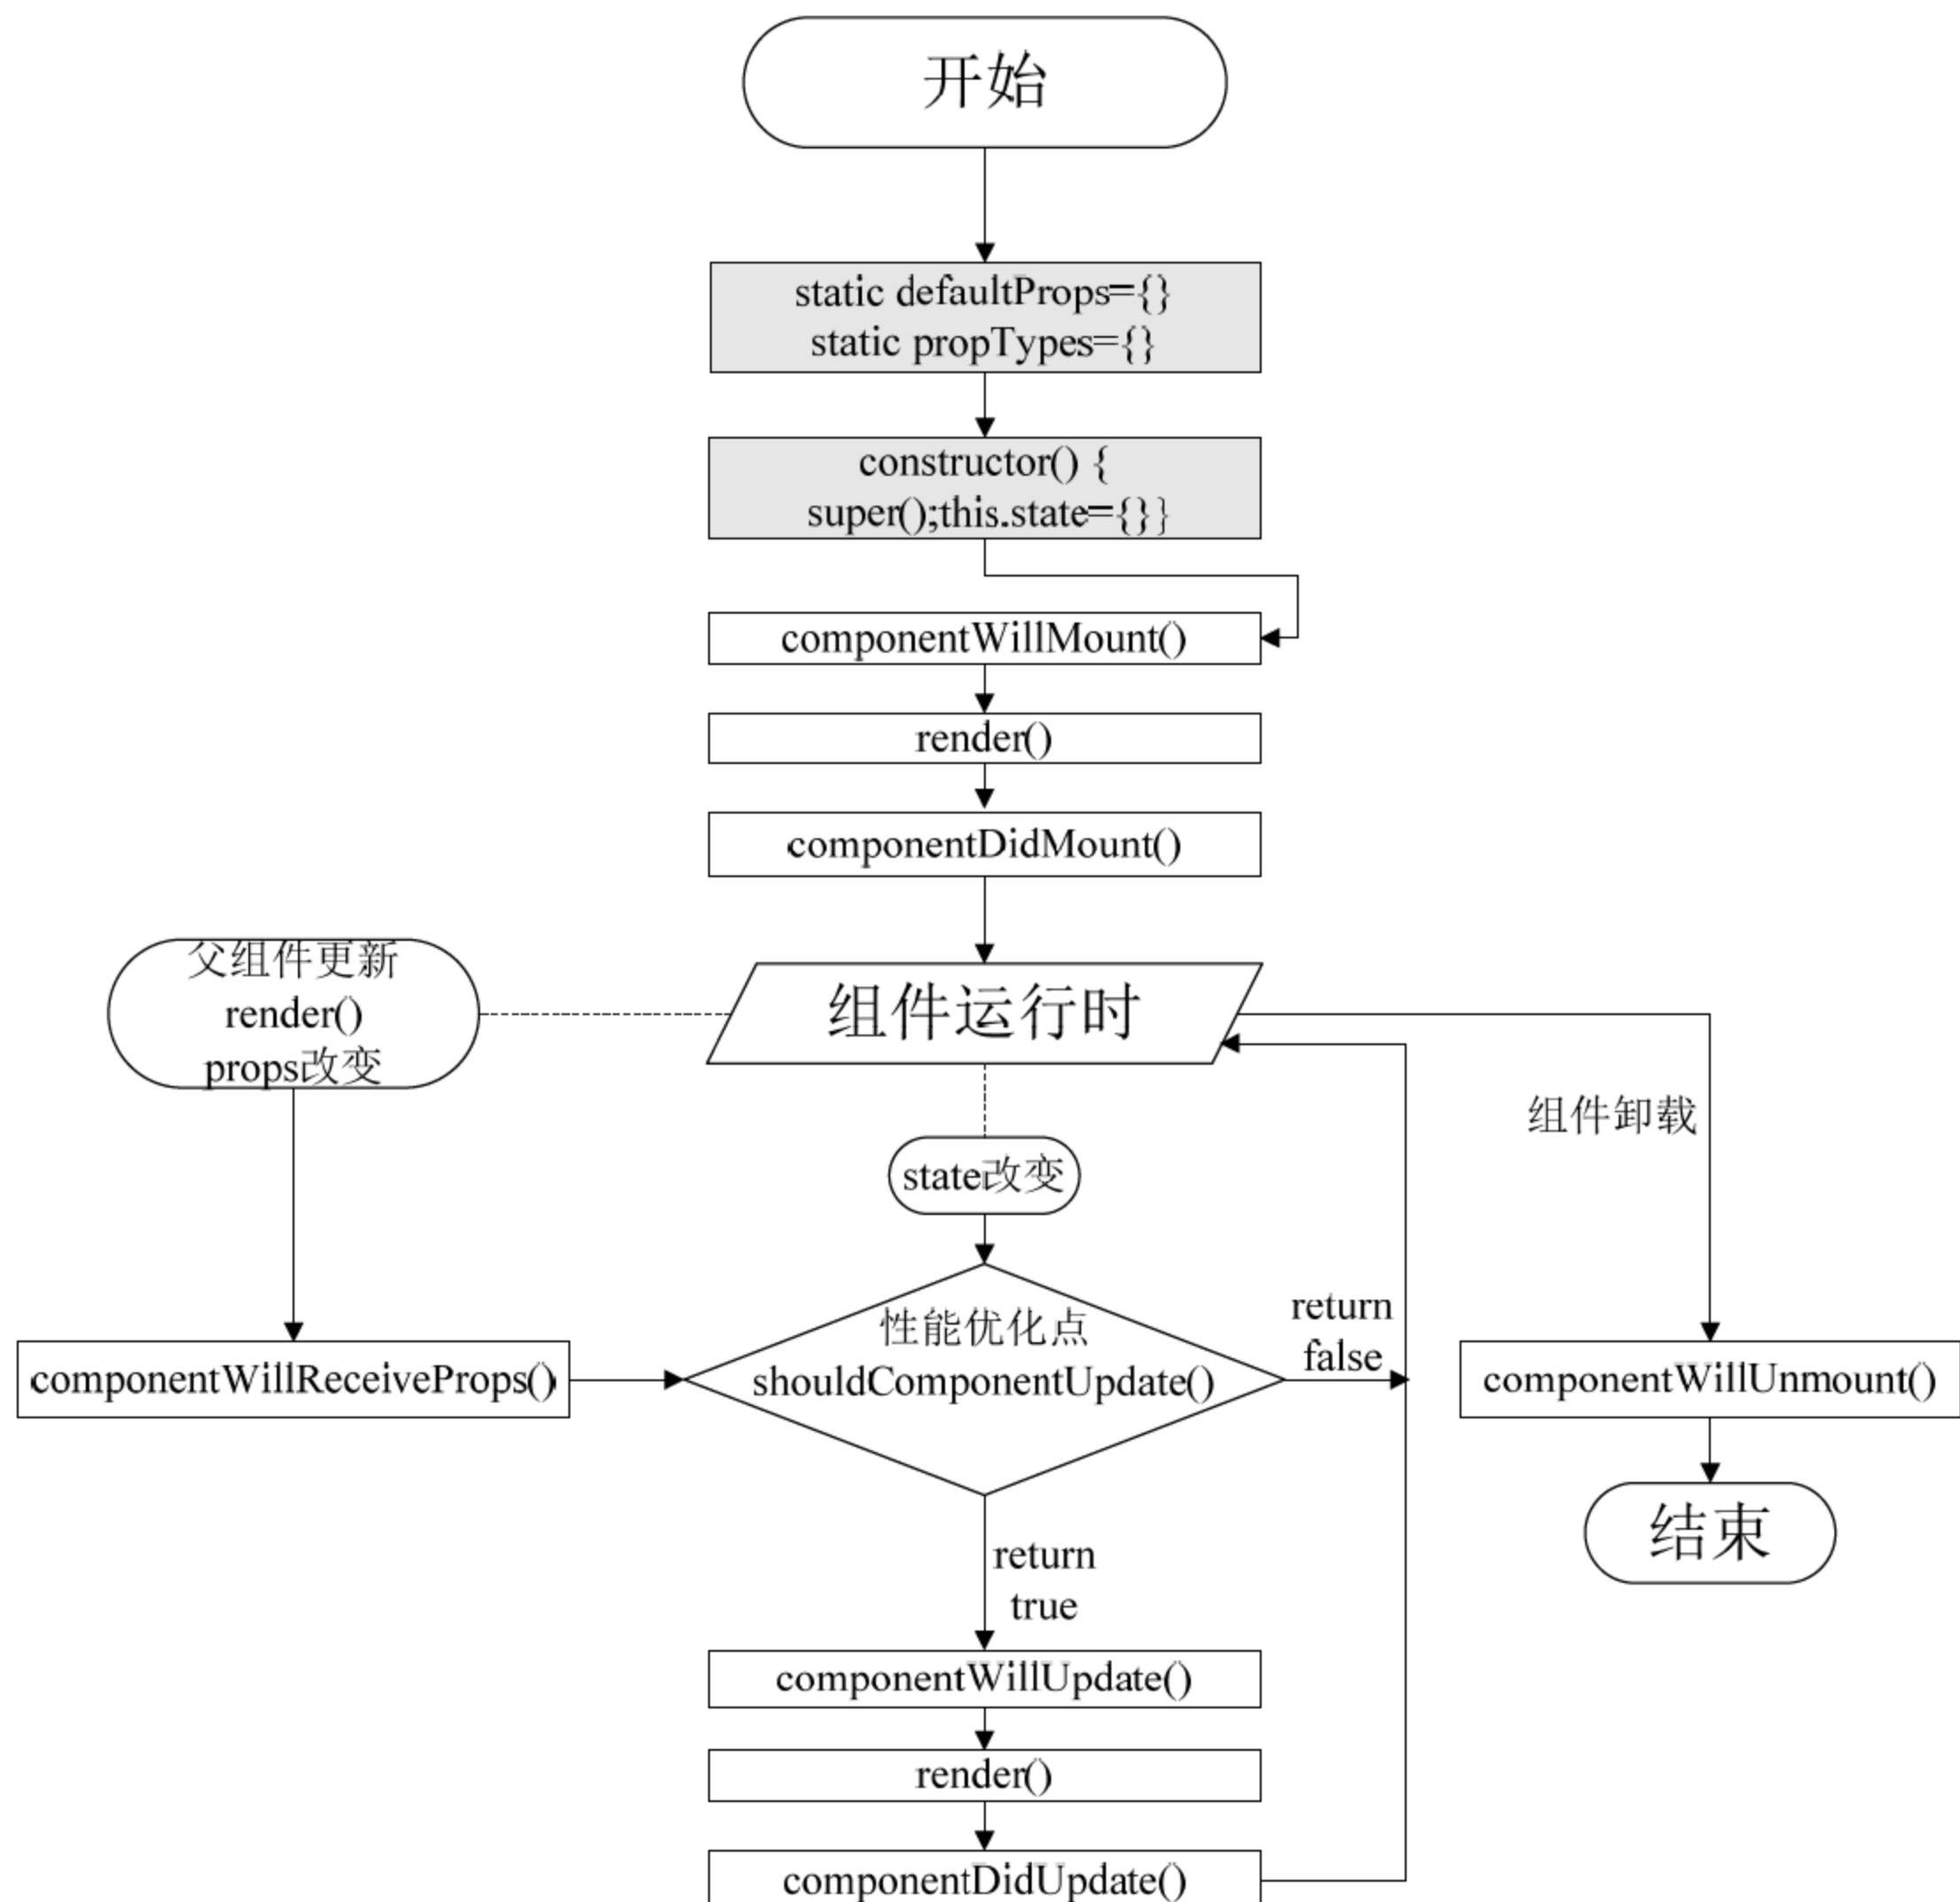 开始
static defaultProps={}
static propTypes={}
constructor() {
super();this.state={}}
componentWillMount()
render()
componentDidMount()
父组件更新
render()
props改变
组件运行时
组件卸载
state改变
性能优化点
shouldComponentUpdate()
return
false
componentWillReceiveProps()
componentWillUnmount()
结束
return
true
componentWillUpdate()
render()
componentDidUpdate()